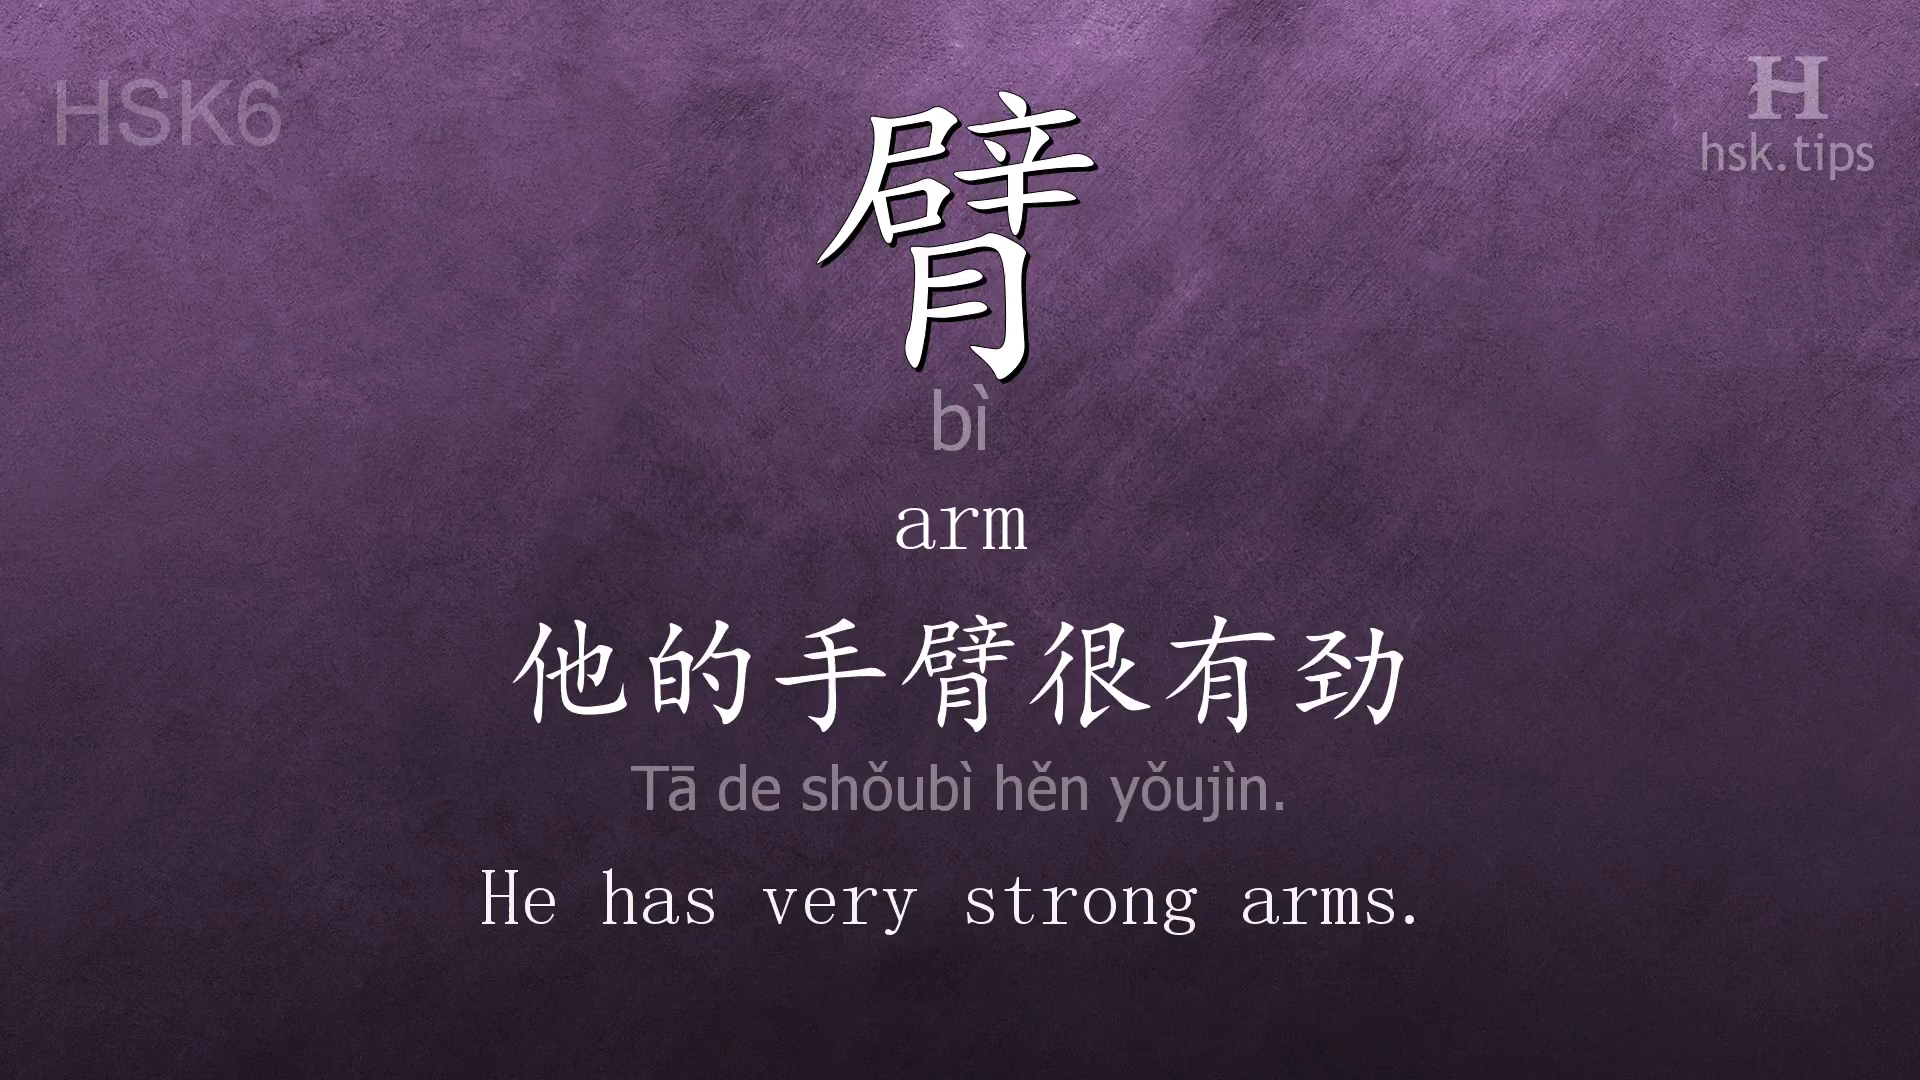 HSK6
H
hsk.tips
臂
bì
arm
他的手臂很有劲
Tā de shǒubì hěn yǒujìn.
He has very strong arms.